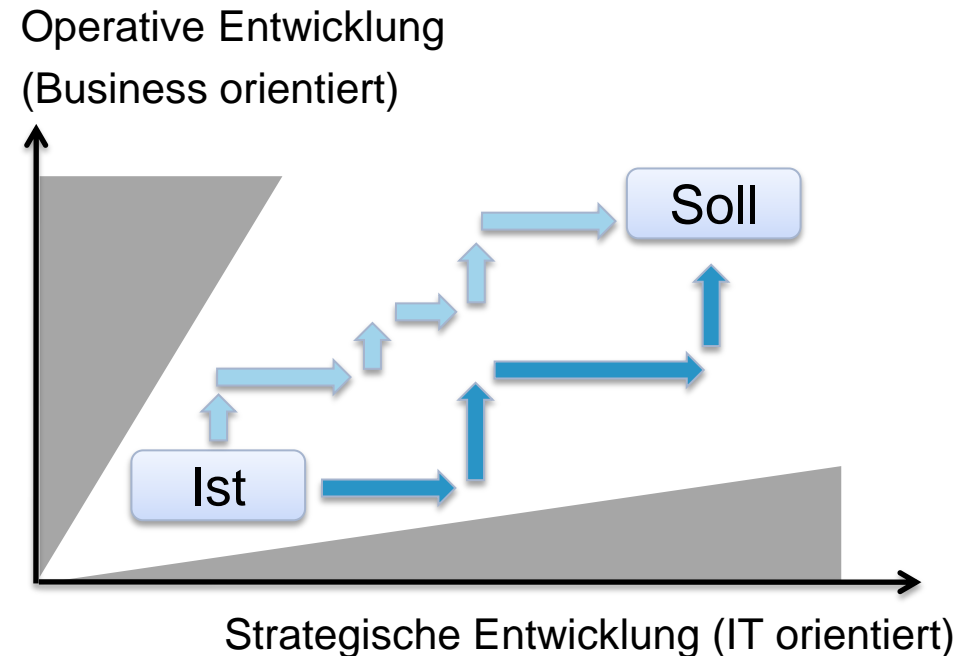 Operative Entwicklung
(Business orientiert)
Soll
Ist
Strategische Entwicklung (IT orientiert)